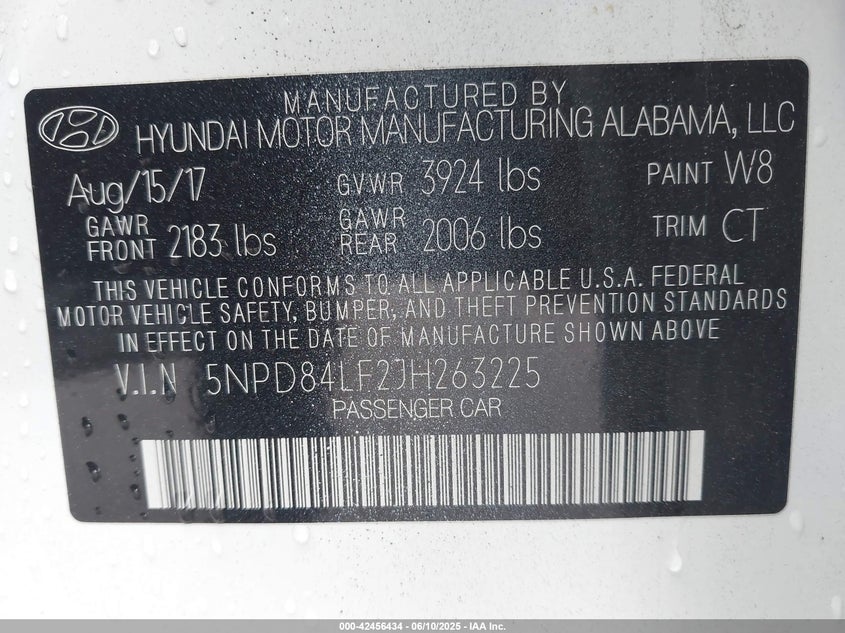 MANUFACTURED BY
HYUNDAI MOTOR MANUFACTURING ALABAMA, LLC
Aug/15/17 GVWR 3924 lbs PAINT W8
GAWR FRONT 2183 lbs GAWR REAR 2006 lbs TRIM CT
THIS VEHICLE CONFORMS TO ALL APPLICABLE U.S.A. FEDERAL
MOTOR VEHICLE SAFETY, BUMPER, AND THEFT PREVENTION STANDARDS
IN EFFECT ON THE DATE OF MANUFACTURE SHOWN ABOVE.
V.I.N 5NPD84LF2JH263225
PASSENGER CAR
000-42456434 - 06/10/2025 - IAA Inc.